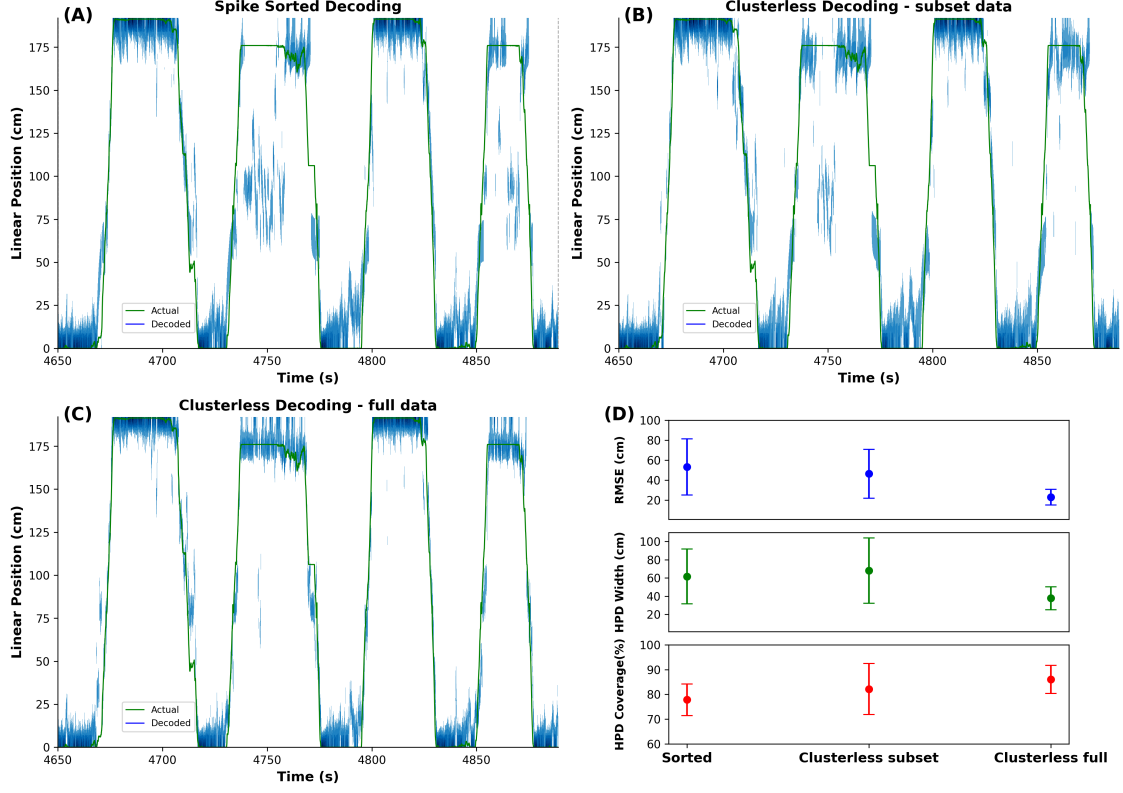 (A)
Spike Sorted Decoding
Linear Position (cm)
175
150
125
100
75
50
25
0
Actual
Decoded
4650
4700
4750
4800
4850
Time (s)
(B)
Clusterless Decoding - subset data
Linear Position (cm)
175
150
125
100
75
50
25
0
Actual
Decoded
4650
4700
4750
4800
4850
Time (s)
(C)
Clusterless Decoding - full data
Linear Position (cm)
175
150
125
100
75
50
25
0
Actual
Decoded
4650
4700
4750
4800
4850
Time (s)
(D)
RMSE (cm)
100
80
60
40
20
HPD Width (cm)
100
80
60
40
20
HPD Coverage(%)
100
90
80
70
60
Sorted
Clusterless subset
Clusterless full